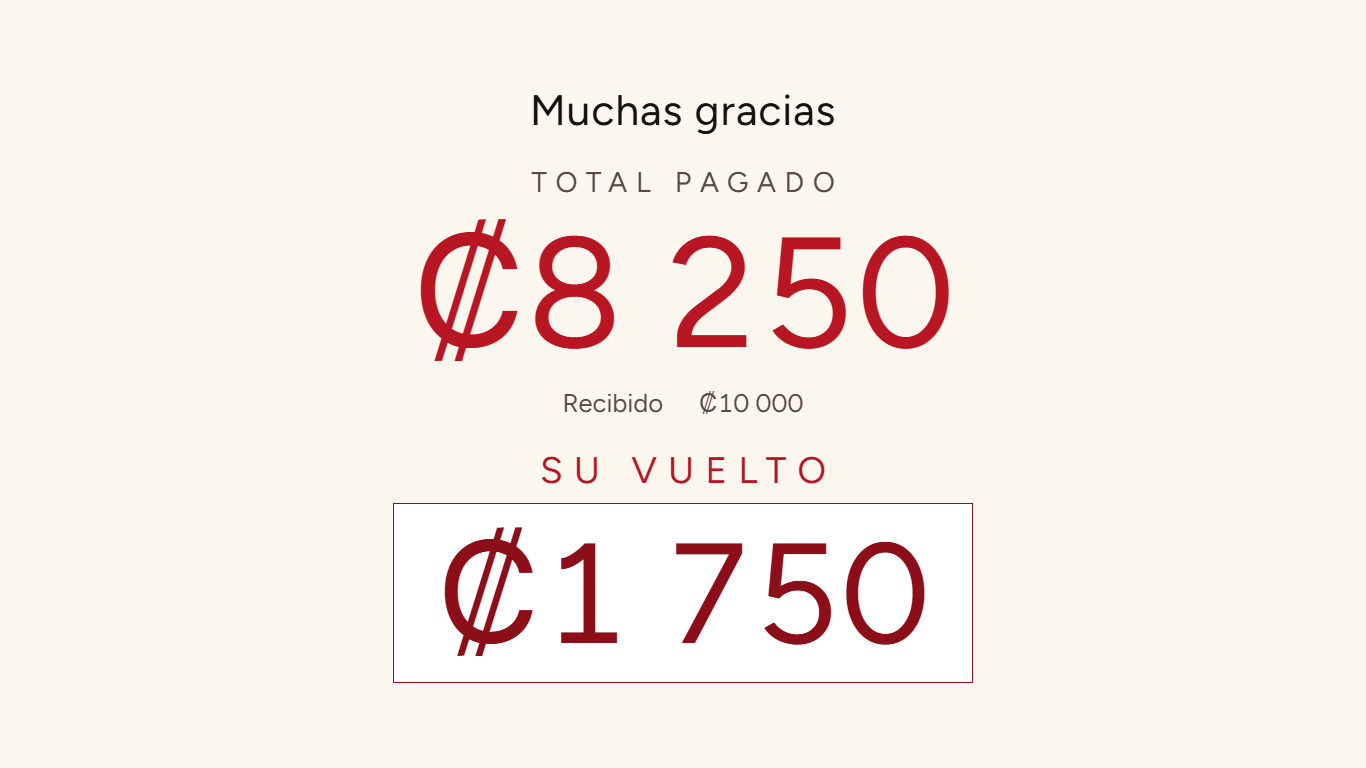 Muchas gracias
TOTAL PAGADO
₡8 250
Recibido ₡10 000
SU VUELTO
₡1 750